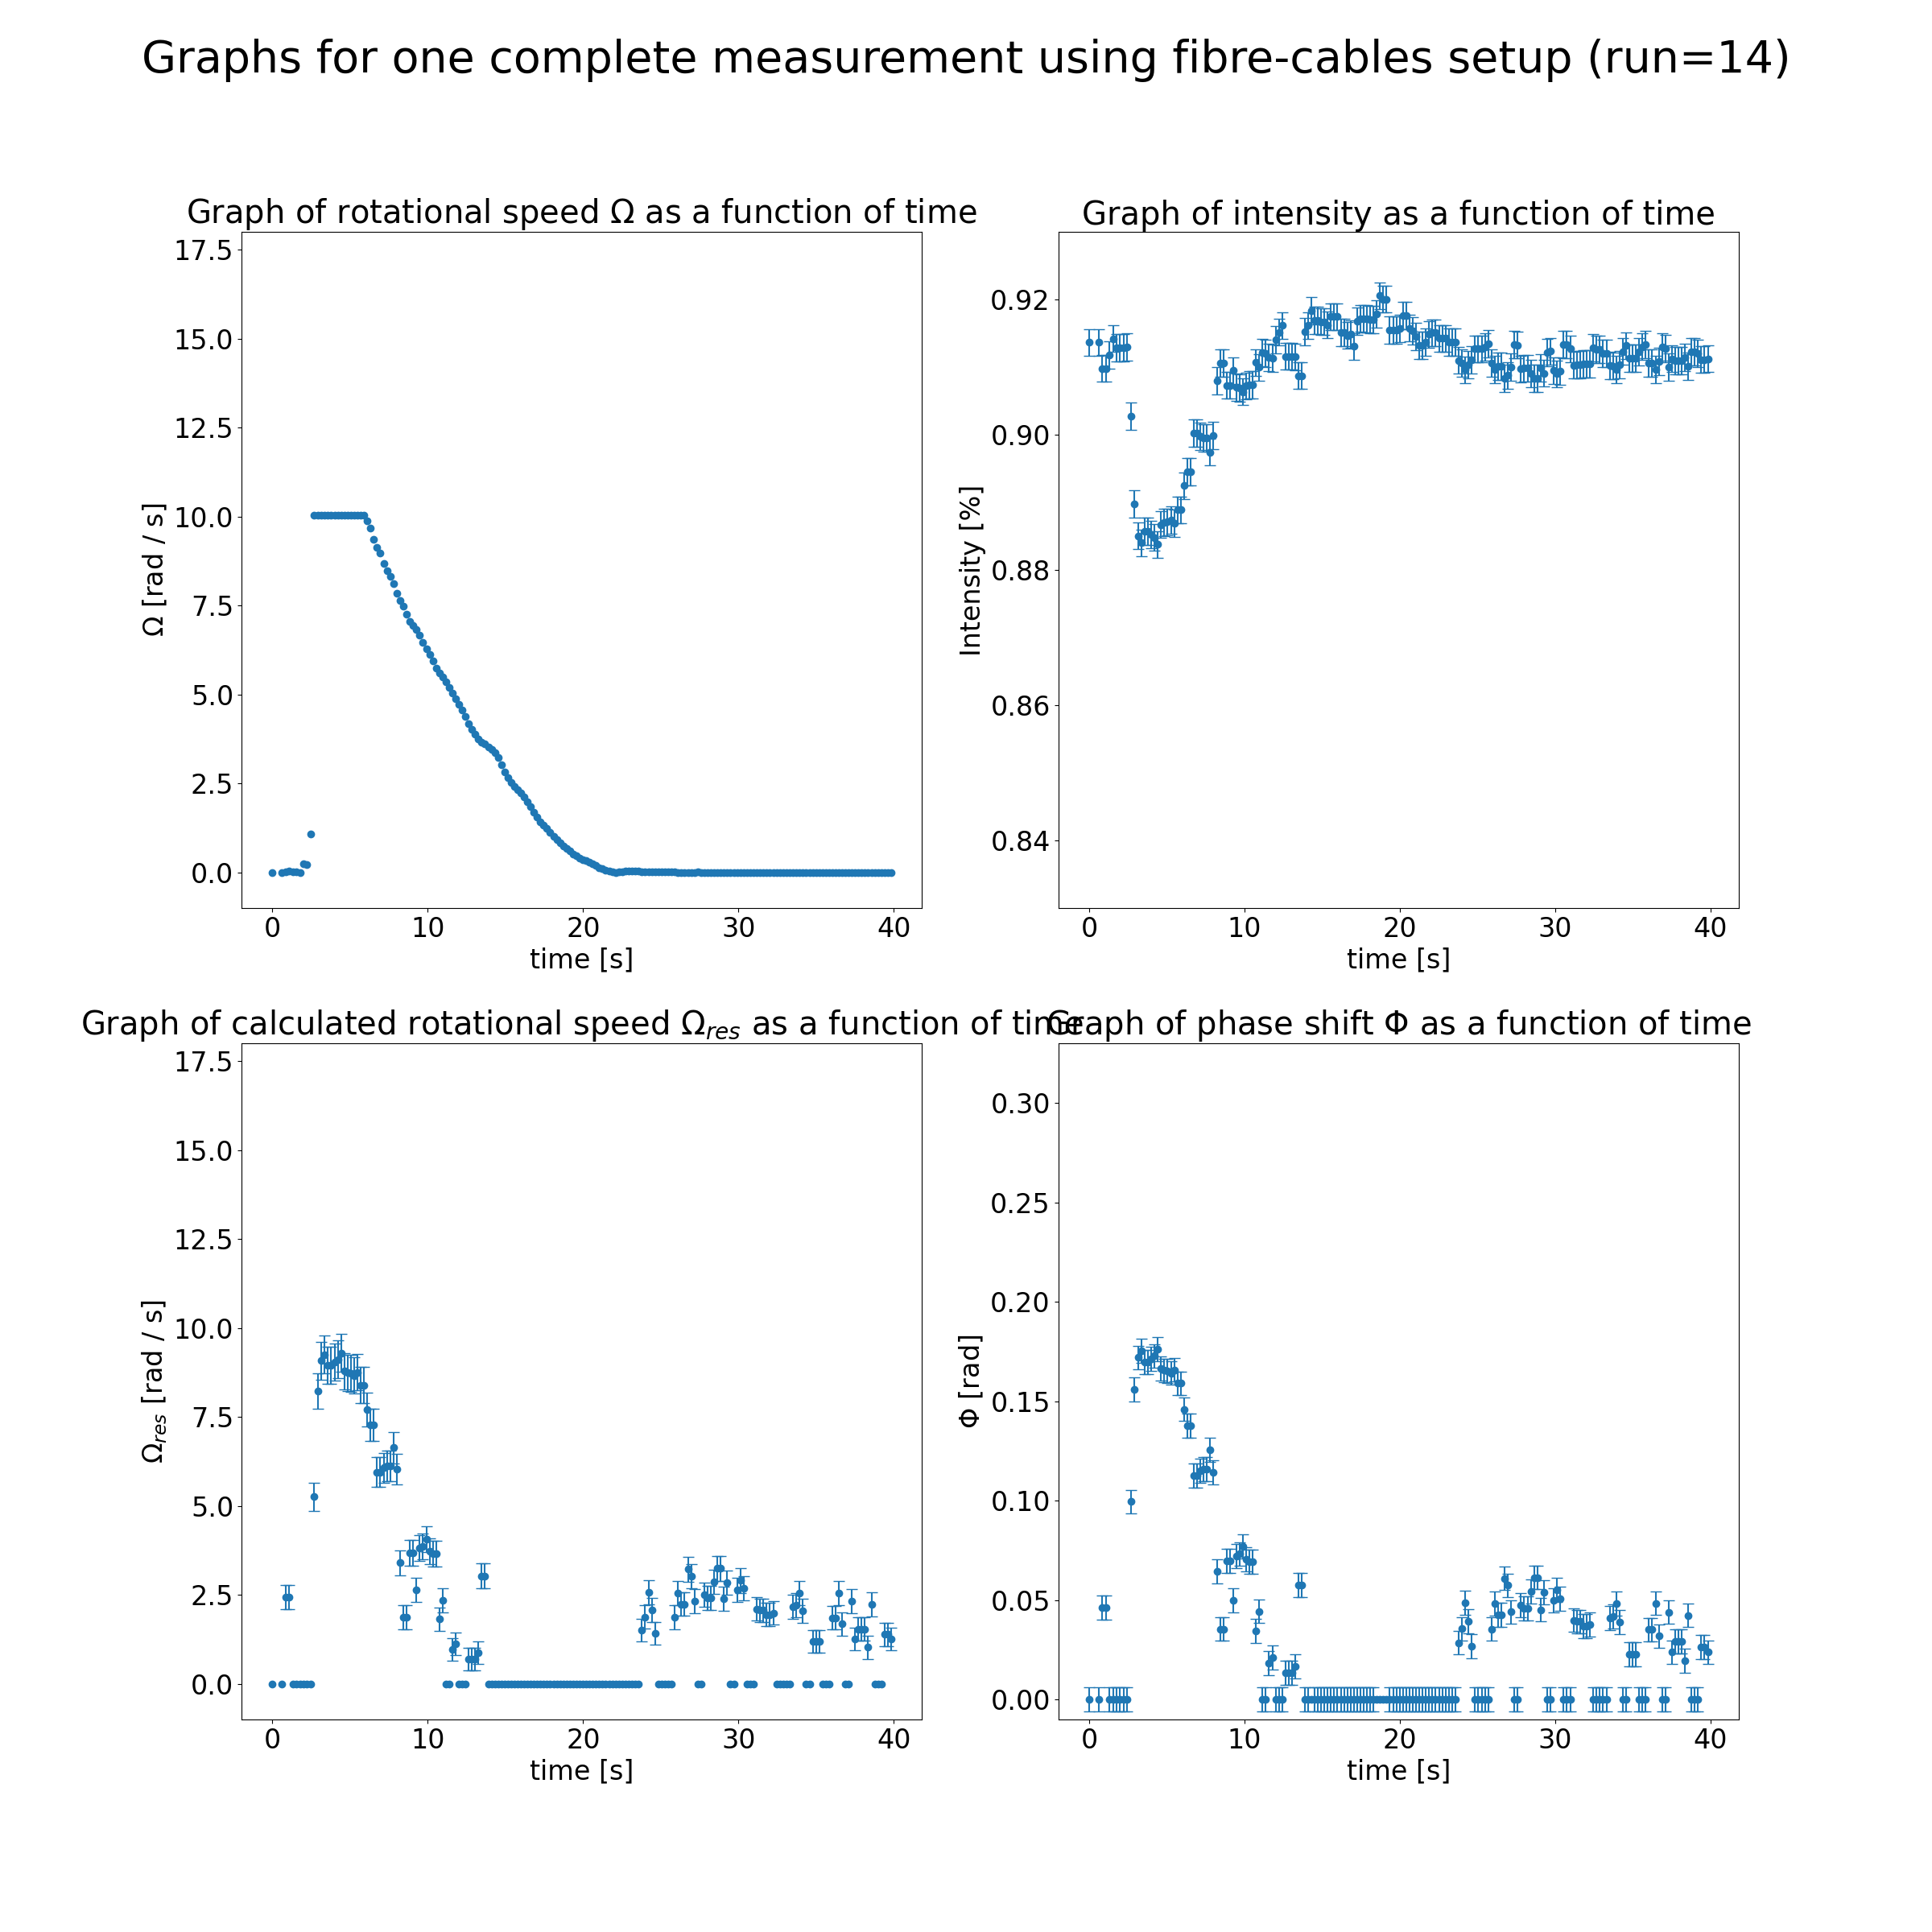 Graphs for one complete measurement using fibre-cables setup (run=14)
Graph of rotational speed Ω as a function of time
17.5
15.0
12.5
10.0
7.5
5.0
2.5
0.0
Ω [rad / s]
0 10 20 30 40
time [s]
Graph of intensity as a function of time
0.92
0.90
0.88
0.86
0.84
Intensity [%]
0 10 20 30 40
time [s]
Graph of calculated rotational speed Ωres as a function of time
17.5
15.0
12.5
10.0
7.5
5.0
2.5
0.0
Ωres [rad / s]
0 10 20 30 40
time [s]
Graph of phase shift Φ as a function of time
0.30
0.25
0.20
0.15
0.10
0.05
0.00
Φ [rad]
0 10 20 30 40
time [s]